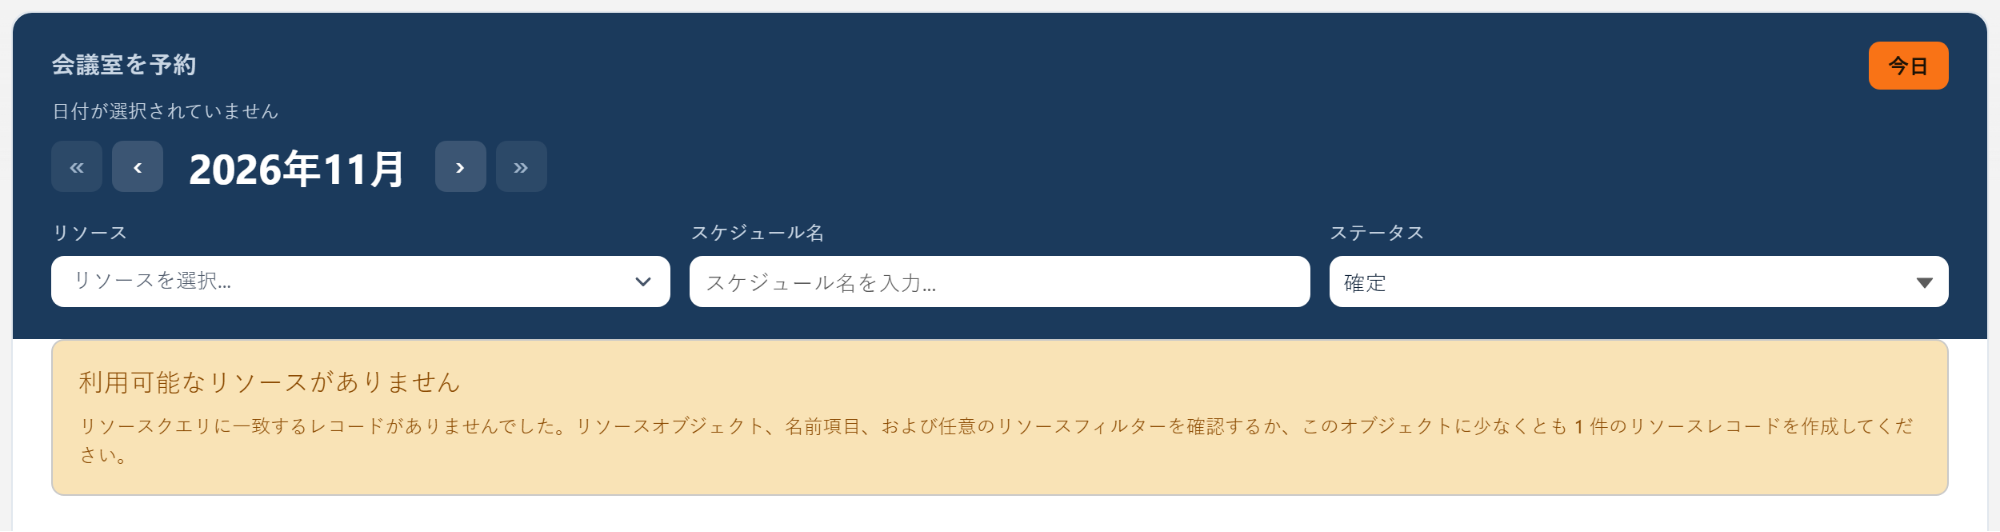 会議室を予約
今日
日付が選択されていません
« ‹ 2026年11月 › »
リソース
スケジュール名
ステータス
リソースを選択...
スケジュール名を入力...
確定
利用可能なリソースがありません
リソースクエリに一致するレコードがありませんでした。リソースオブジェクト、名前項目、および任意のリソースフィルターを確認するか、このオブジェクトに少なくとも 1 件のリソースレコードを作成してくだ
さい。